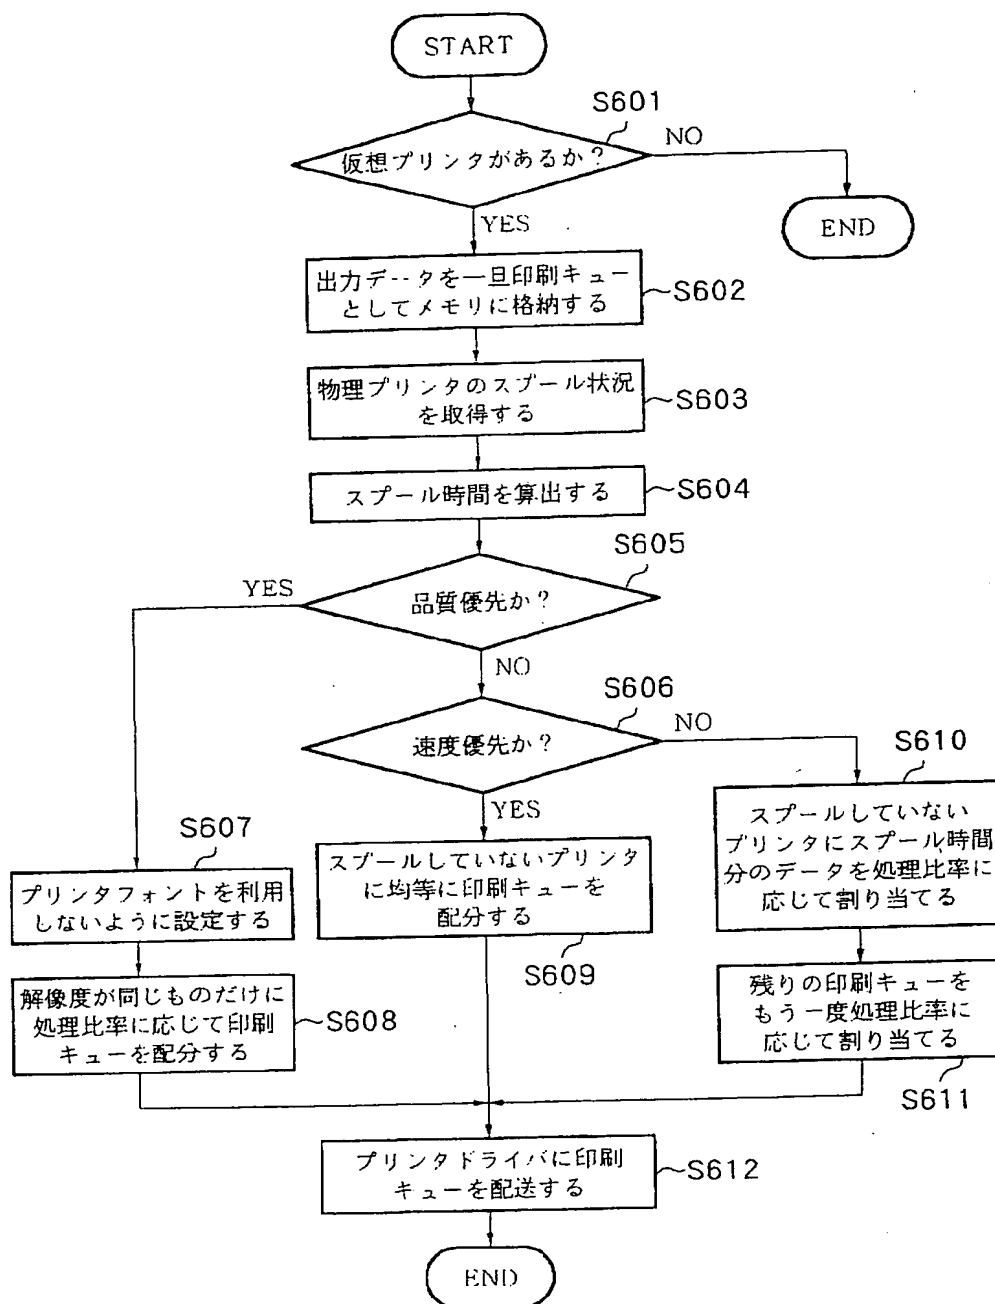 START
S601
仮想プリンタがあるか？
NO
END
YES
出力データを一旦印刷キュー
としてメモリに格納する
S602
物理プリンタのスプール状況
を取得する
S603
スプール時間を算出する
S604
S605
品質優先か？
YES
NO
S606
速度優先か？
NO
YES
S607
プリンタフォントを利用
しないように設定する
解像度が同じものだけに
処理比率に応じて印刷
キューを配分する
S608
スプールしていないプリンタ
に均等に印刷キューを
配分する
S609
S610
スプールしていない
プリンタにスプール時間
分のデータを処理比率に
応じて割り当てる
残りの印刷キューを
もう一度処理比率に
応じて割り当てる
S611
プリンタドライバに印刷
キューを配送する
S612
END